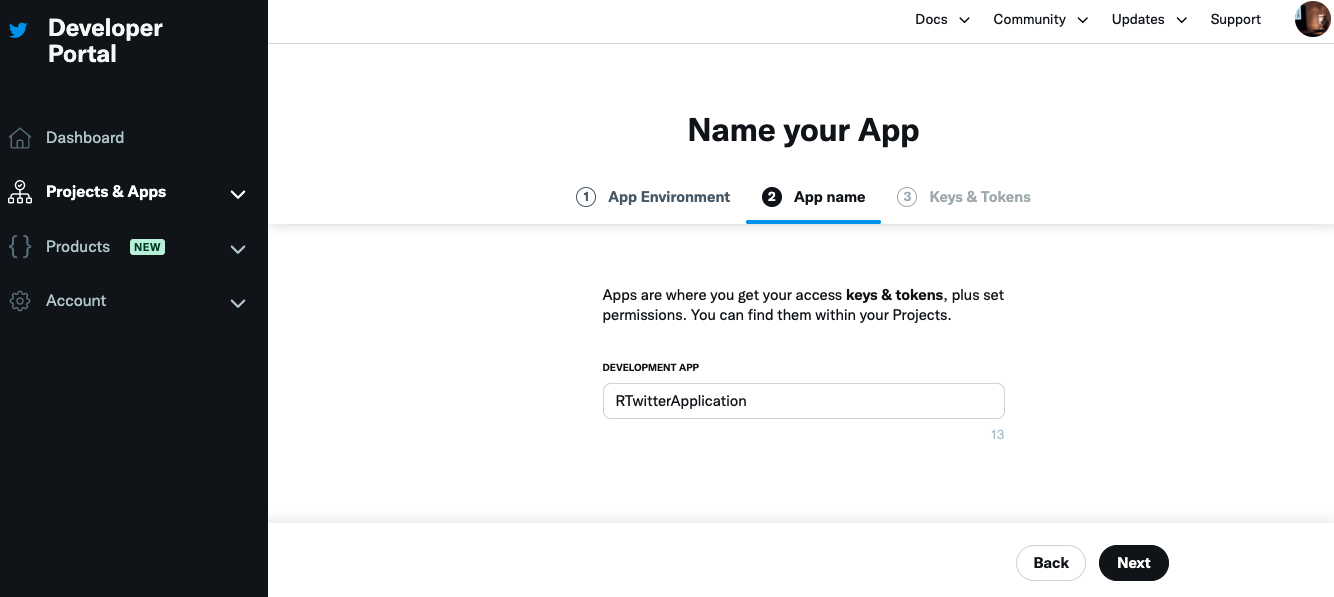 Developer
Portal
Docs Community Updates Support
Dashboard
Projects & Apps
Products NEW
Account
Name your App
1 App Environment 2 App name 3 Keys & Tokens
Apps are where you get your access keys & tokens, plus set
permissions. You can find them within your Projects.
DEVELOPMENT APP
RTwitterApplication
13
Back Next